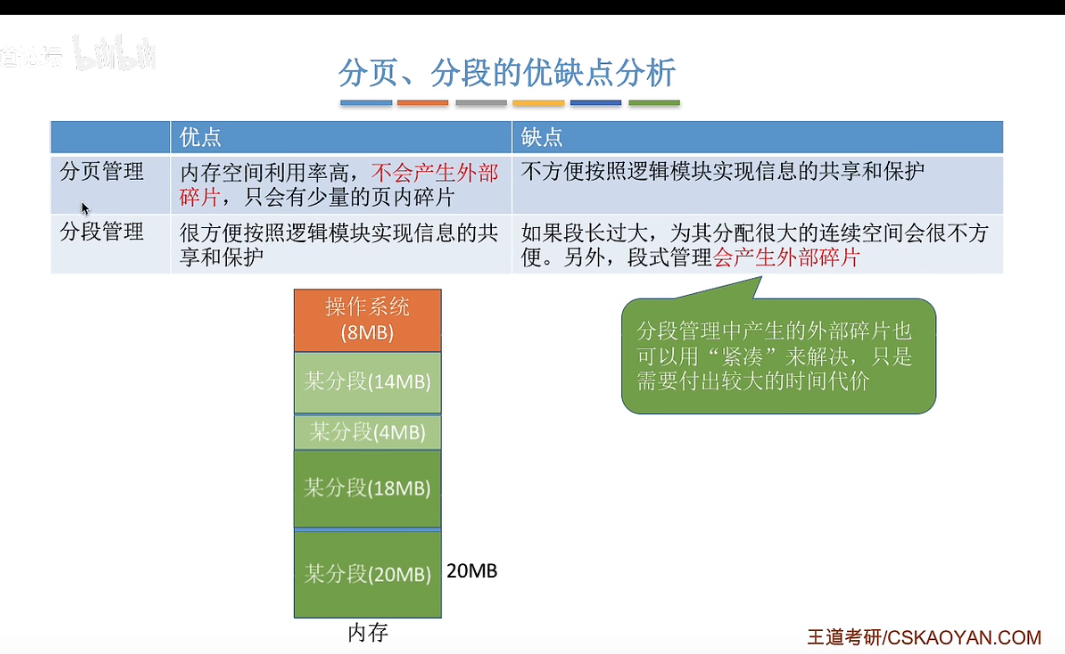 bilibili
分页、分段的优缺点分析
优点
缺点
分页管理
内存空间利用率高，不会产生外部
碎片，只会有少量的页内碎片
不方便按照逻辑模块实现信息的共享和保护
分段管理
很方便按照逻辑模块实现信息的共
享和保护
如果段长过大，为其分配很大的连续空间会很不方
便。另外，段式管理会产生外部碎片
操作系统
(8MB)
某分段(14MB)
某分段(4MB)
某分段(18MB)
某分段(20MB)
20MB
内存
分段管理中产生的外部碎片也
可以用“紧凑”来解决，只是
需要付出较大的时间代价
王道考研/CSKAOYAN.COM